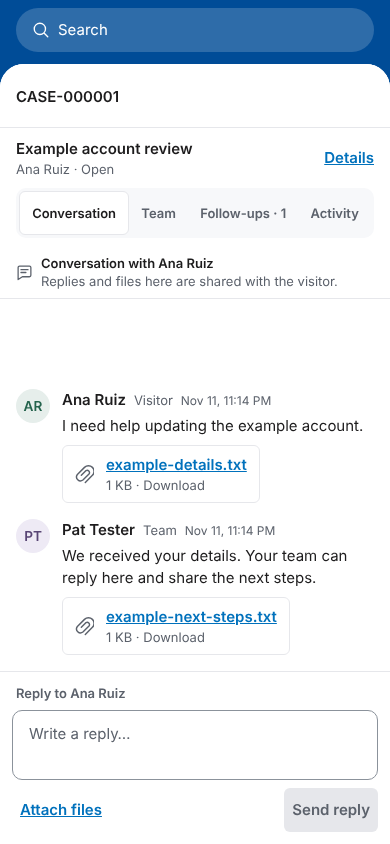 Search
CASE-000001
Example account review
Details
Ana Ruiz · Open
Conversation
Team
Follow-ups · 1
Activity
Conversation with Ana Ruiz
Replies and files here are shared with the visitor.
AR
Ana Ruiz Visitor Nov 11, 11:14 PM
I need help updating the example account.
example-details.txt
1 KB · Download
PT
Pat Tester Team Nov 11, 11:14 PM
We received your details. Your team can
reply here and share the next steps.
example-next-steps.txt
1 KB · Download
Reply to Ana Ruiz
Write a reply...
Attach files
Send reply